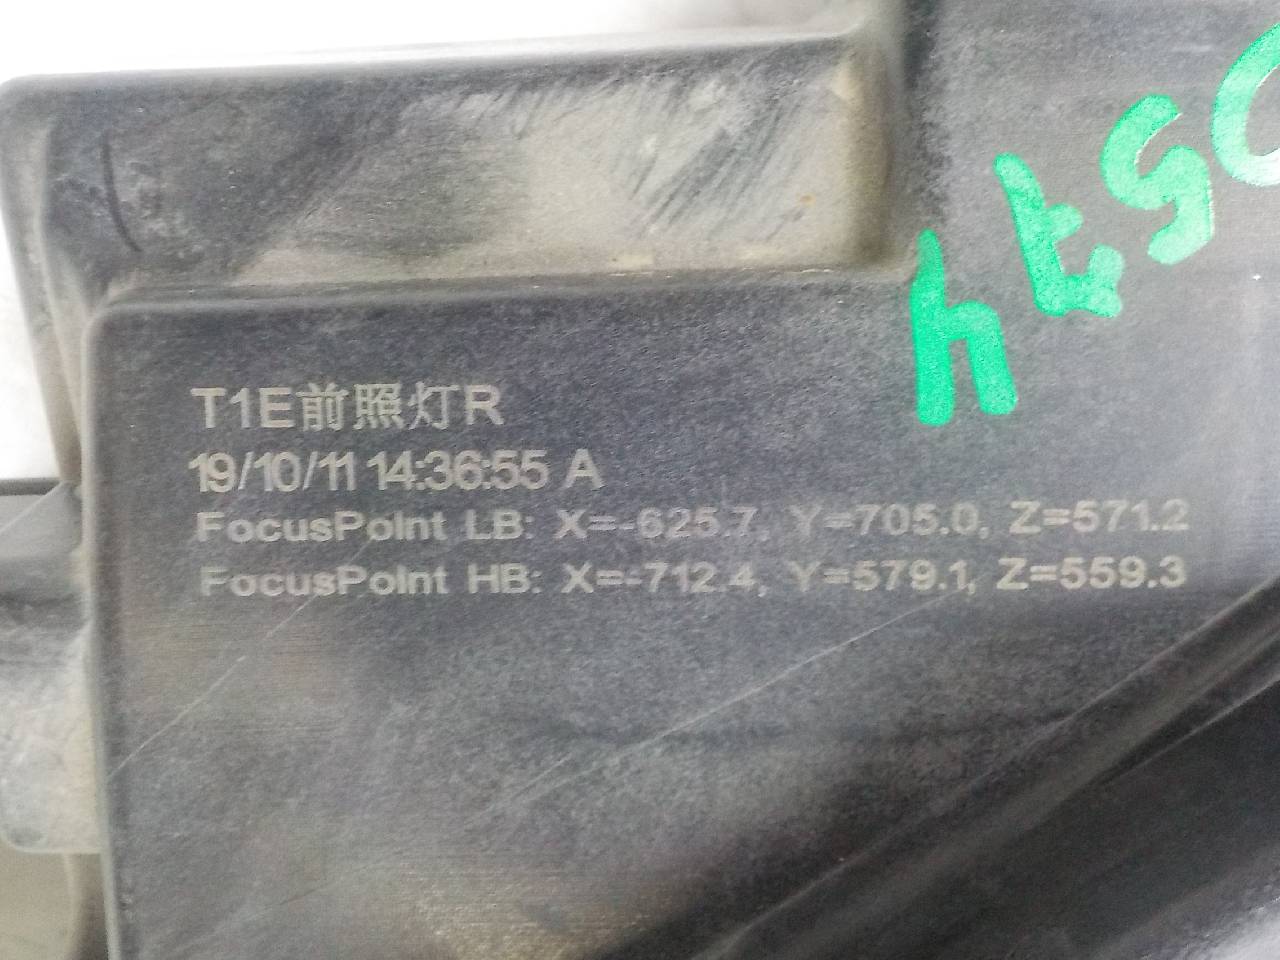 T1E前照灯R
19/10/11 14:36:55 A
FocusPoint LB: X=-625.7, Y=705.0, Z=571.2
FocusPoint HB: X=-712.4, Y=579.1, Z=559.3